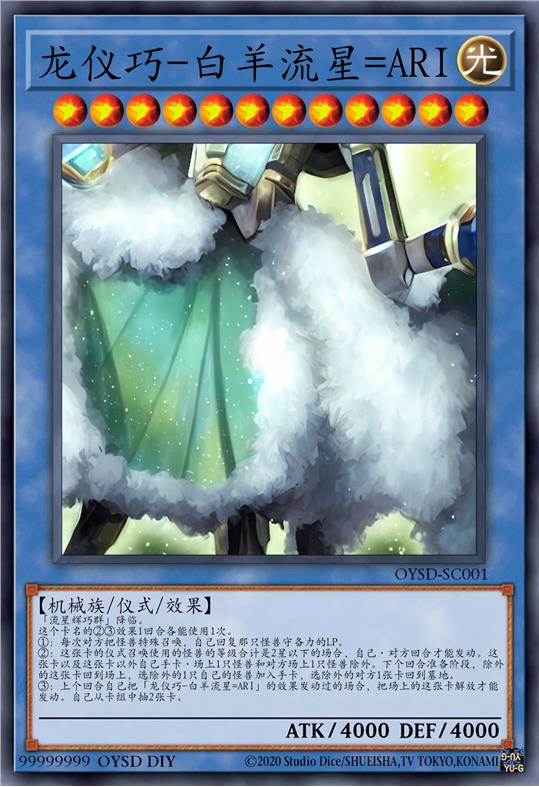 龙仪巧-白羊流星=ARI
光
OYSD-SC001
【机械族/仪式/效果】
「流星辉巧群」降临。
这个卡名的②③效果1回合各能使用1次。
①：每次对方把怪兽特殊召唤，自己回复那只怪兽守备力的LP。
②：这张卡的仪式召唤使用的怪兽的等级合计是2星以下的场合，自己·对方回合才能发动。这
张卡以及这张卡以外自己手卡·场上1只怪兽和对方场上1只怪兽除外。下个回合准备阶段，除外
的这张卡回到场上，选除外的1只自己的怪兽加入手卡，选除外的对方1张卡回到墓地。
③：上个回合自己把「龙仪巧-白羊流星=ARI」的效果发动过的场合，把场上的这张卡解放才能
发动。自己从卡组中抽2张卡。
ATK/4000 DEF/4000
99999999 OYSD DIY
©2020 Studio Dice/SHUEISHA,TV TOKYO,KONAMI
YU-G